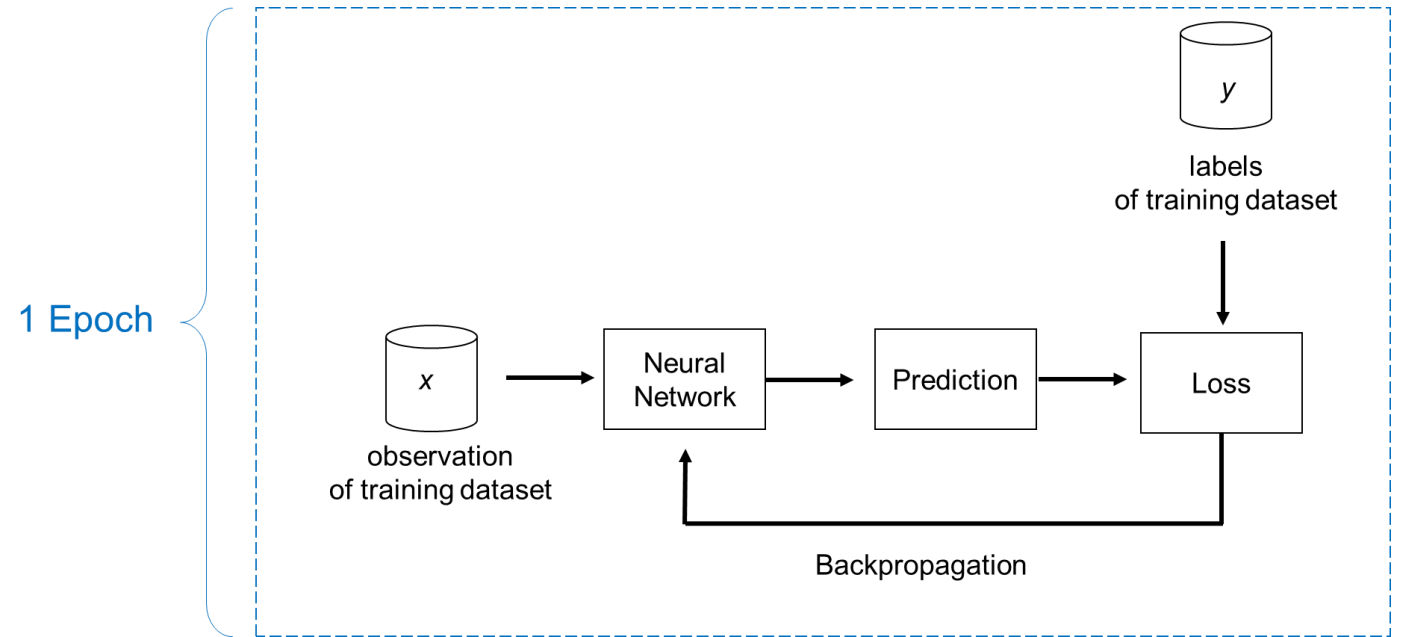 y
labels
of training dataset
1 Epoch
x
Neural
Network
Prediction
Loss
observation
of training dataset
Backpropagation